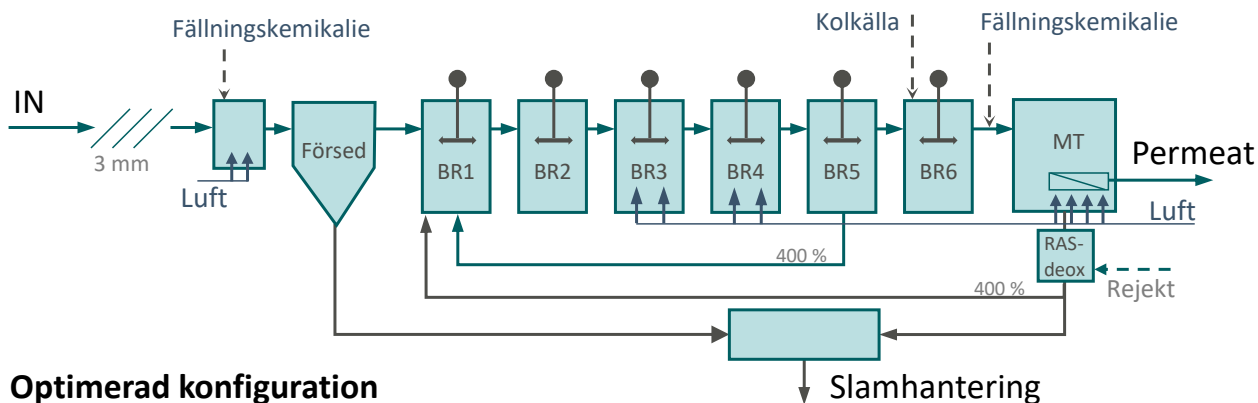 Fällningskemikalie
Kolkälla
Fällningskemikalie
IN
3 mm
Luft
Försed
BR1
BR2
BR3
BR4
BR5
BR6
MT
Permeat
Luft
400 %
400 %
RAS-
deox
Rejekt
Optimerad konfiguration
Slamhantering